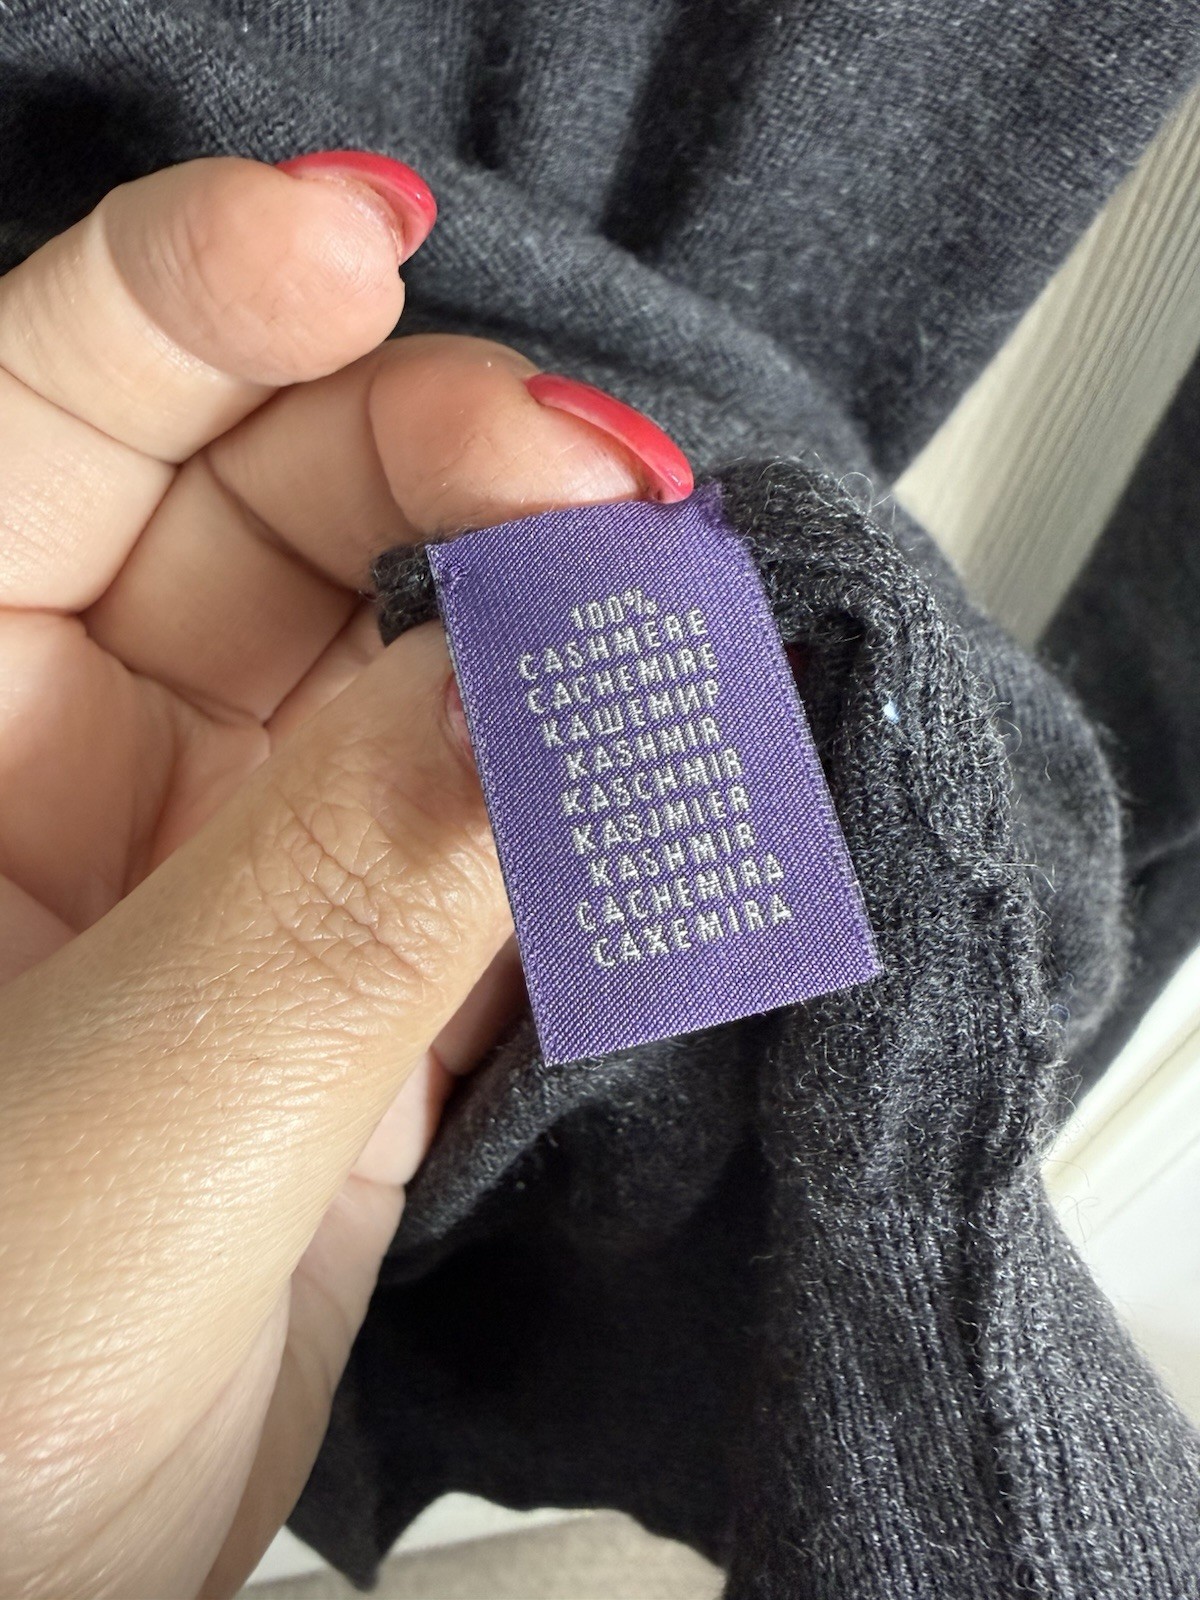 100%
CASHMERE
CACHEMIRE
КАШЕМИР
KASHMIR
KASCHMIR
KASJMIER
KASHMIR
CACHEMIRA
CAXEMIRA